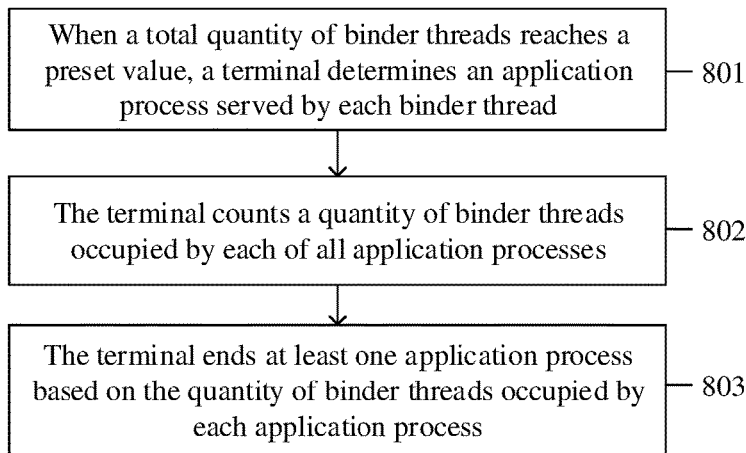 When a total quantity of binder threads reaches a
preset value, a terminal determines an application
process served by each binder thread
801
The terminal counts a quantity of binder threads
occupied by each of all application processes
802
The terminal ends at least one application process
based on the quantity of binder threads occupied by
each application process
803